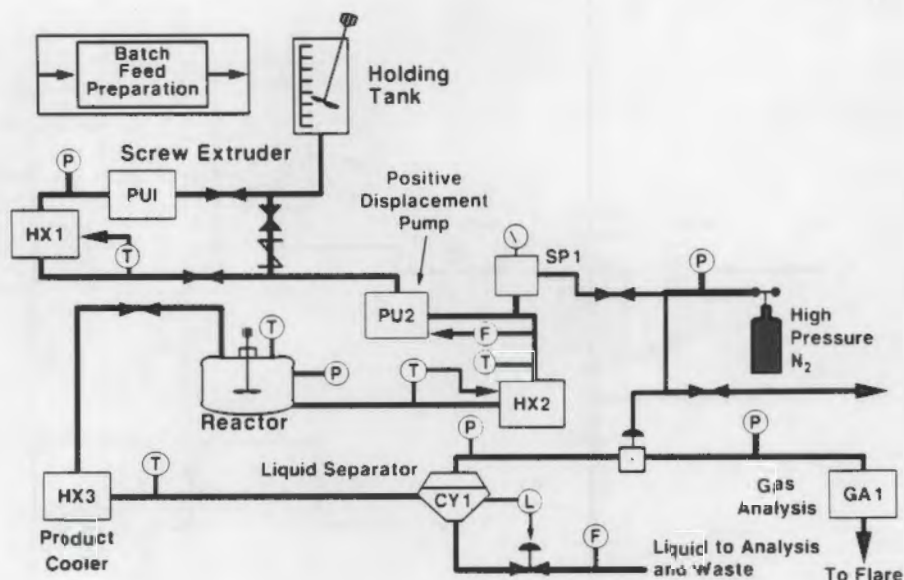 Batch
Feed
Preparation
Holding
Tank
Screw Extruder
P
PU1
Positive
Displacement
Pump
HX1
T
SP1
P
PU2
F
High
Pressure
N2
T
T
P
T
HX2
Reactor
P
P
Liquid Separator
T
HX3
CY1
L
Gas
Analysis
GA1
Product
Cooler
F
Liquid to Analysis
and Waste
To Flare